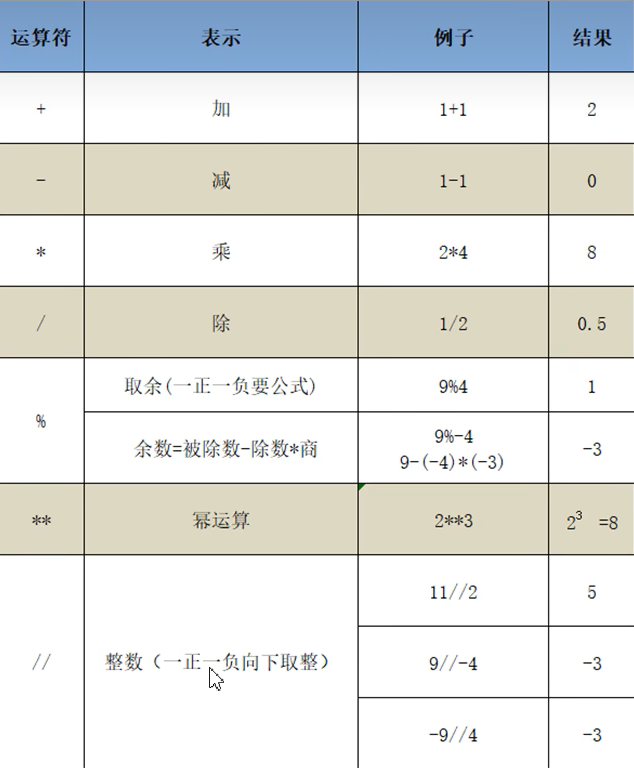 运算符 表示 例子 结果
+ 加 1+1 2
- 减 1-1 0
* 乘 2*4 8
/ 除 1/2 0.5
% 取余(一正一负要公式) 9%4 1
余数=被除数-除数*商 9%-4
9-(-4)*(-3) -3
** 幂运算 2**3 2³ =8
// 整数（一正一负向下取整） 11//2 5
9//-4 -3
-9//4 -3